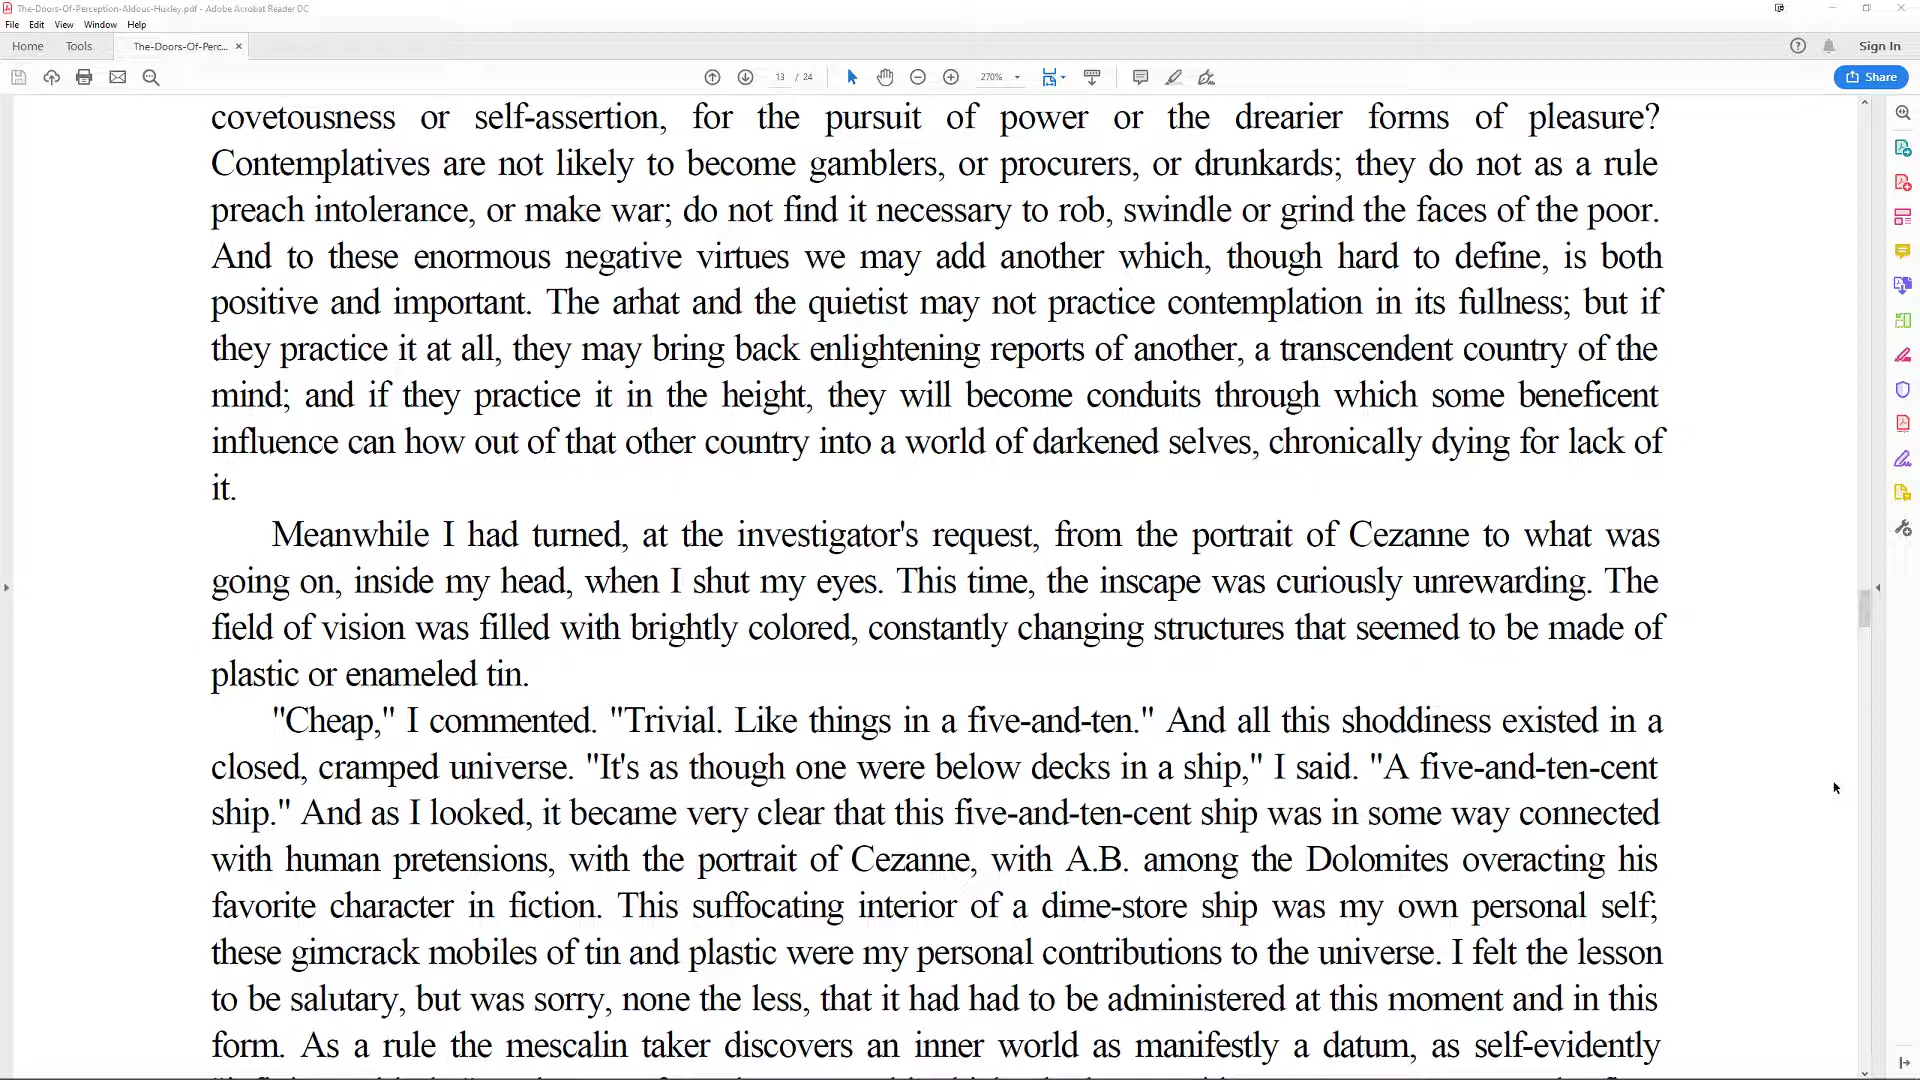 The-Doors-Of-Perception-Aldous-Huxley.pdf - Adobe Acrobat Reader DC
File Edit View Window Help
Home Tools The-Doors-Of-Perc... × Sign In
13 / 24 270% Share
covetousness or self-assertion, for the pursuit of power or the drearier forms of pleasure?
Contemplatives are not likely to become gamblers, or procurers, or drunkards; they do not as a rule
preach intolerance, or make war; do not find it necessary to rob, swindle or grind the faces of the poor.
And to these enormous negative virtues we may add another which, though hard to define, is both
positive and important. The arhat and the quietist may not practice contemplation in its fullness; but if
they practice it at all, they may bring back enlightening reports of another, a transcendent country of the
mind; and if they practice it in the height, they will become conduits through which some beneficent
influence can how out of that other country into a world of darkened selves, chronically dying for lack of
it.
Meanwhile I had turned, at the investigator's request, from the portrait of Cezanne to what was
going on, inside my head, when I shut my eyes. This time, the inscape was curiously unrewarding. The
field of vision was filled with brightly colored, constantly changing structures that seemed to be made of
plastic or enameled tin.
"Cheap," I commented. "Trivial. Like things in a five-and-ten." And all this shoddiness existed in a
closed, cramped universe. "It's as though one were below decks in a ship," I said. "A five-and-ten-cent
ship." And as I looked, it became very clear that this five-and-ten-cent ship was in some way connected
with human pretensions, with the portrait of Cezanne, with A.B. among the Dolomites overacting his
favorite character in fiction. This suffocating interior of a dime-store ship was my own personal self;
these gimcrack mobiles of tin and plastic were my personal contributions to the universe. I felt the lesson
to be salutary, but was sorry, none the less, that it had had to be administered at this moment and in this
form. As a rule the mescalin taker discovers an inner world as manifestly a datum, as self-evidently